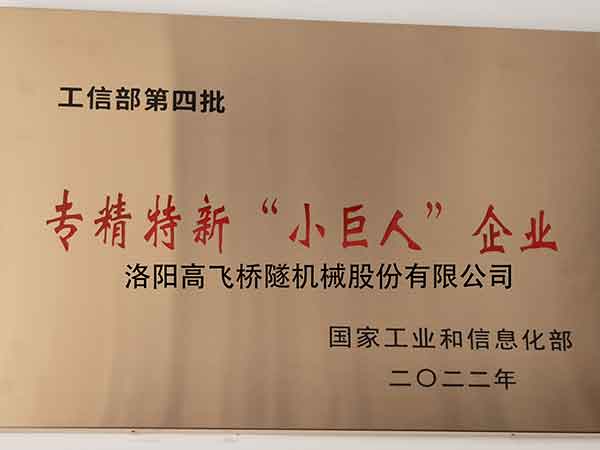 工信部第四批
专精特新“小巨人”企业
洛阳高飞桥隧机械股份有限公司
国家工业和信息化部
二〇二二年